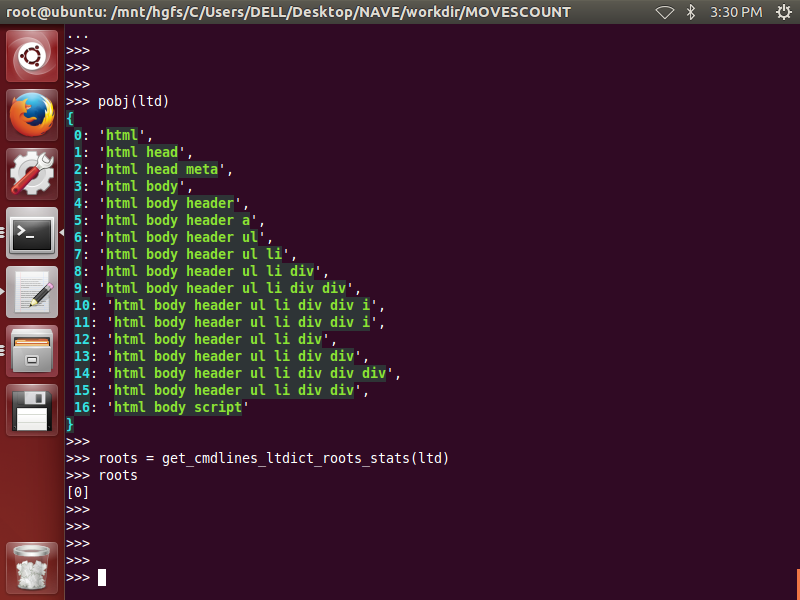 root@ubuntu: /mnt/hgfs/C/Users/DELL/Desktop/NAVE/workdir/MOVESCOUNT 3:30 PM
...
>>>
>>>
>>>
>>> pobj(ltd)
{
0: 'html',
1: 'html head',
2: 'html head meta',
3: 'html body',
4: 'html body header',
5: 'html body header a',
6: 'html body header ul',
7: 'html body header ul li',
8: 'html body header ul li div',
9: 'html body header ul li div div',
10: 'html body header ul li div div i',
11: 'html body header ul li div div i',
12: 'html body header ul li div',
13: 'html body header ul li div div',
14: 'html body header ul li div div div',
15: 'html body header ul li div div',
16: 'html body script'
}
>>>
>>> roots = get_cmdlines_ltdict_roots_stats(ltd)
>>> roots
[0]
>>>
>>>
>>>
>>>
>>>